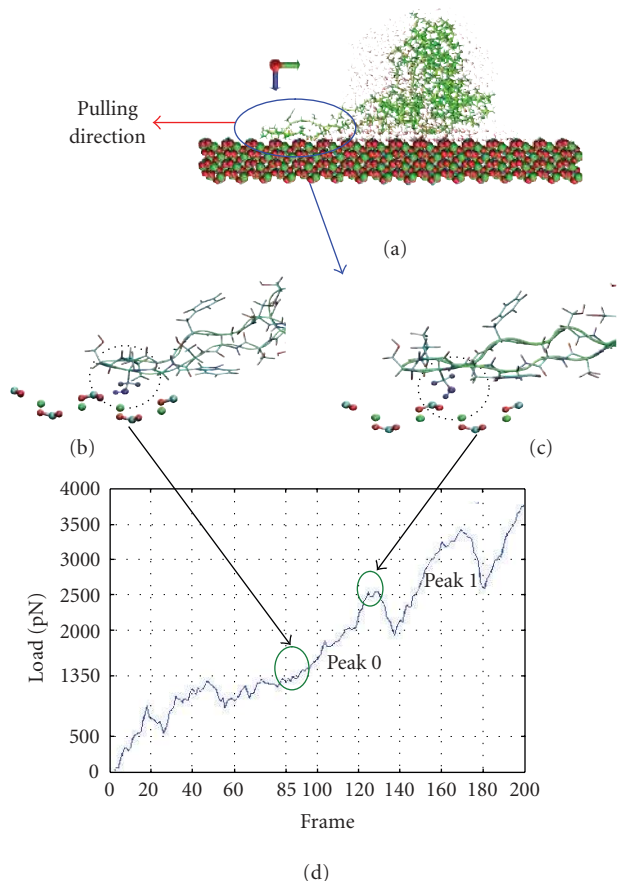 Pulling
direction
(a)
(b)
(c)
4000
3500
3000
2500
2000
1350
500
0
Load (pN)
Peak 1
Peak 0
0 20 40 60 85 100 120 140 160 180 200
Frame
(d)